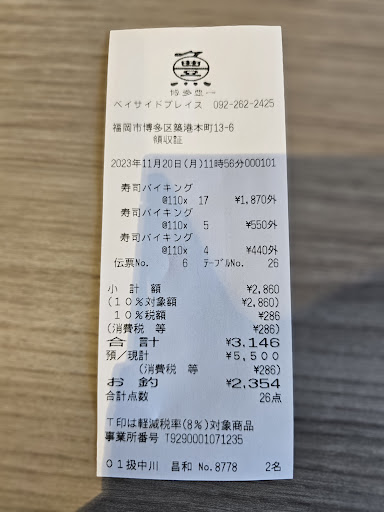 博多豊一
ベイサイドプレイス 092-262-2425
福岡市博多区築港本町13-6
領収証
2023年11月20日(月)11時56分000101
寿司バイキング
@110x 17 ¥1,870外
寿司バイキング
@110x 5 ¥550外
寿司バイキング
@110x 4 ¥440外
伝票No. 6 テーブルNo. 26
小 計 額 ¥2,860
(10%対象額 ¥2,860)
10%税額 ¥286
(消費税 等 ¥286)
合 計 ¥3,146
預/現計 ¥5,500
(消費税 等 ¥286)
お 釣 ¥2,354
合計点数 26点
T印は軽減税率(8%)対象商品
事業所番号 T9290001071235
01扱中川 昌和 No.8778 2名